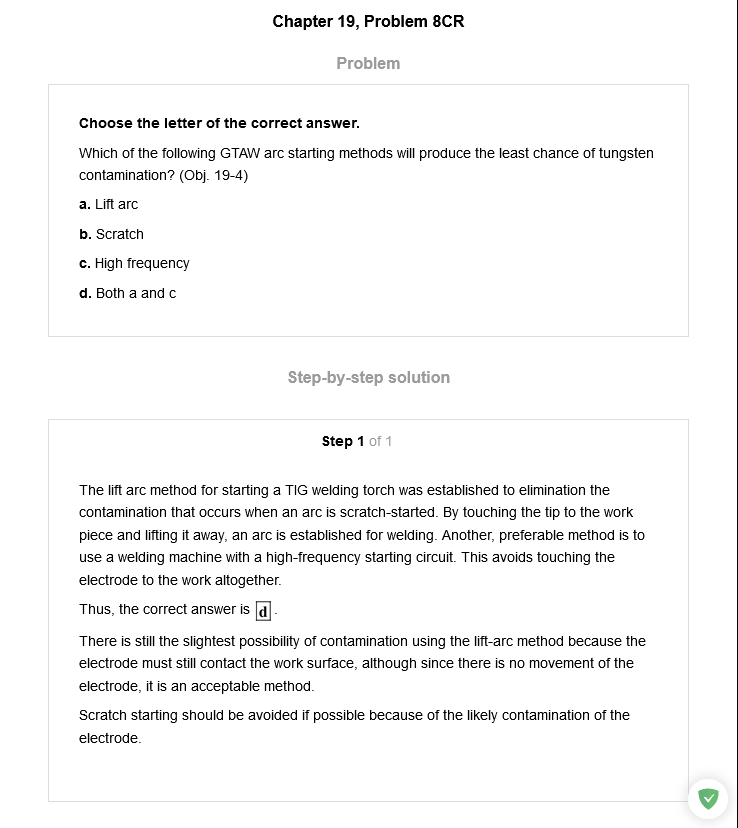 Chapter 19, Problem 8CR
Problem
Choose the letter of the correct answer.
Which of the following GTAW arc starting methods will produce the least chance of tungsten
contamination? (Obj. 19-4)
a. Lift arc
b. Scratch
c. High frequency
d. Both a and c
Step-by-step solution
Step 1 of 1
The lift arc method for starting a TIG welding torch was established to elimination the
contamination that occurs when an arc is scratch-started. By touching the tip to the work
piece and lifting it away, an arc is established for welding. Another, preferable method is to
use a welding machine with a high-frequency starting circuit. This avoids touching the
electrode to the work altogether.
Thus, the correct answer is d.
There is still the slightest possibility of contamination using the lift-arc method because the
electrode must still contact the work surface, although since there is no movement of the
electrode, it is an acceptable method.
Scratch starting should be avoided if possible because of the likely contamination of the
electrode.